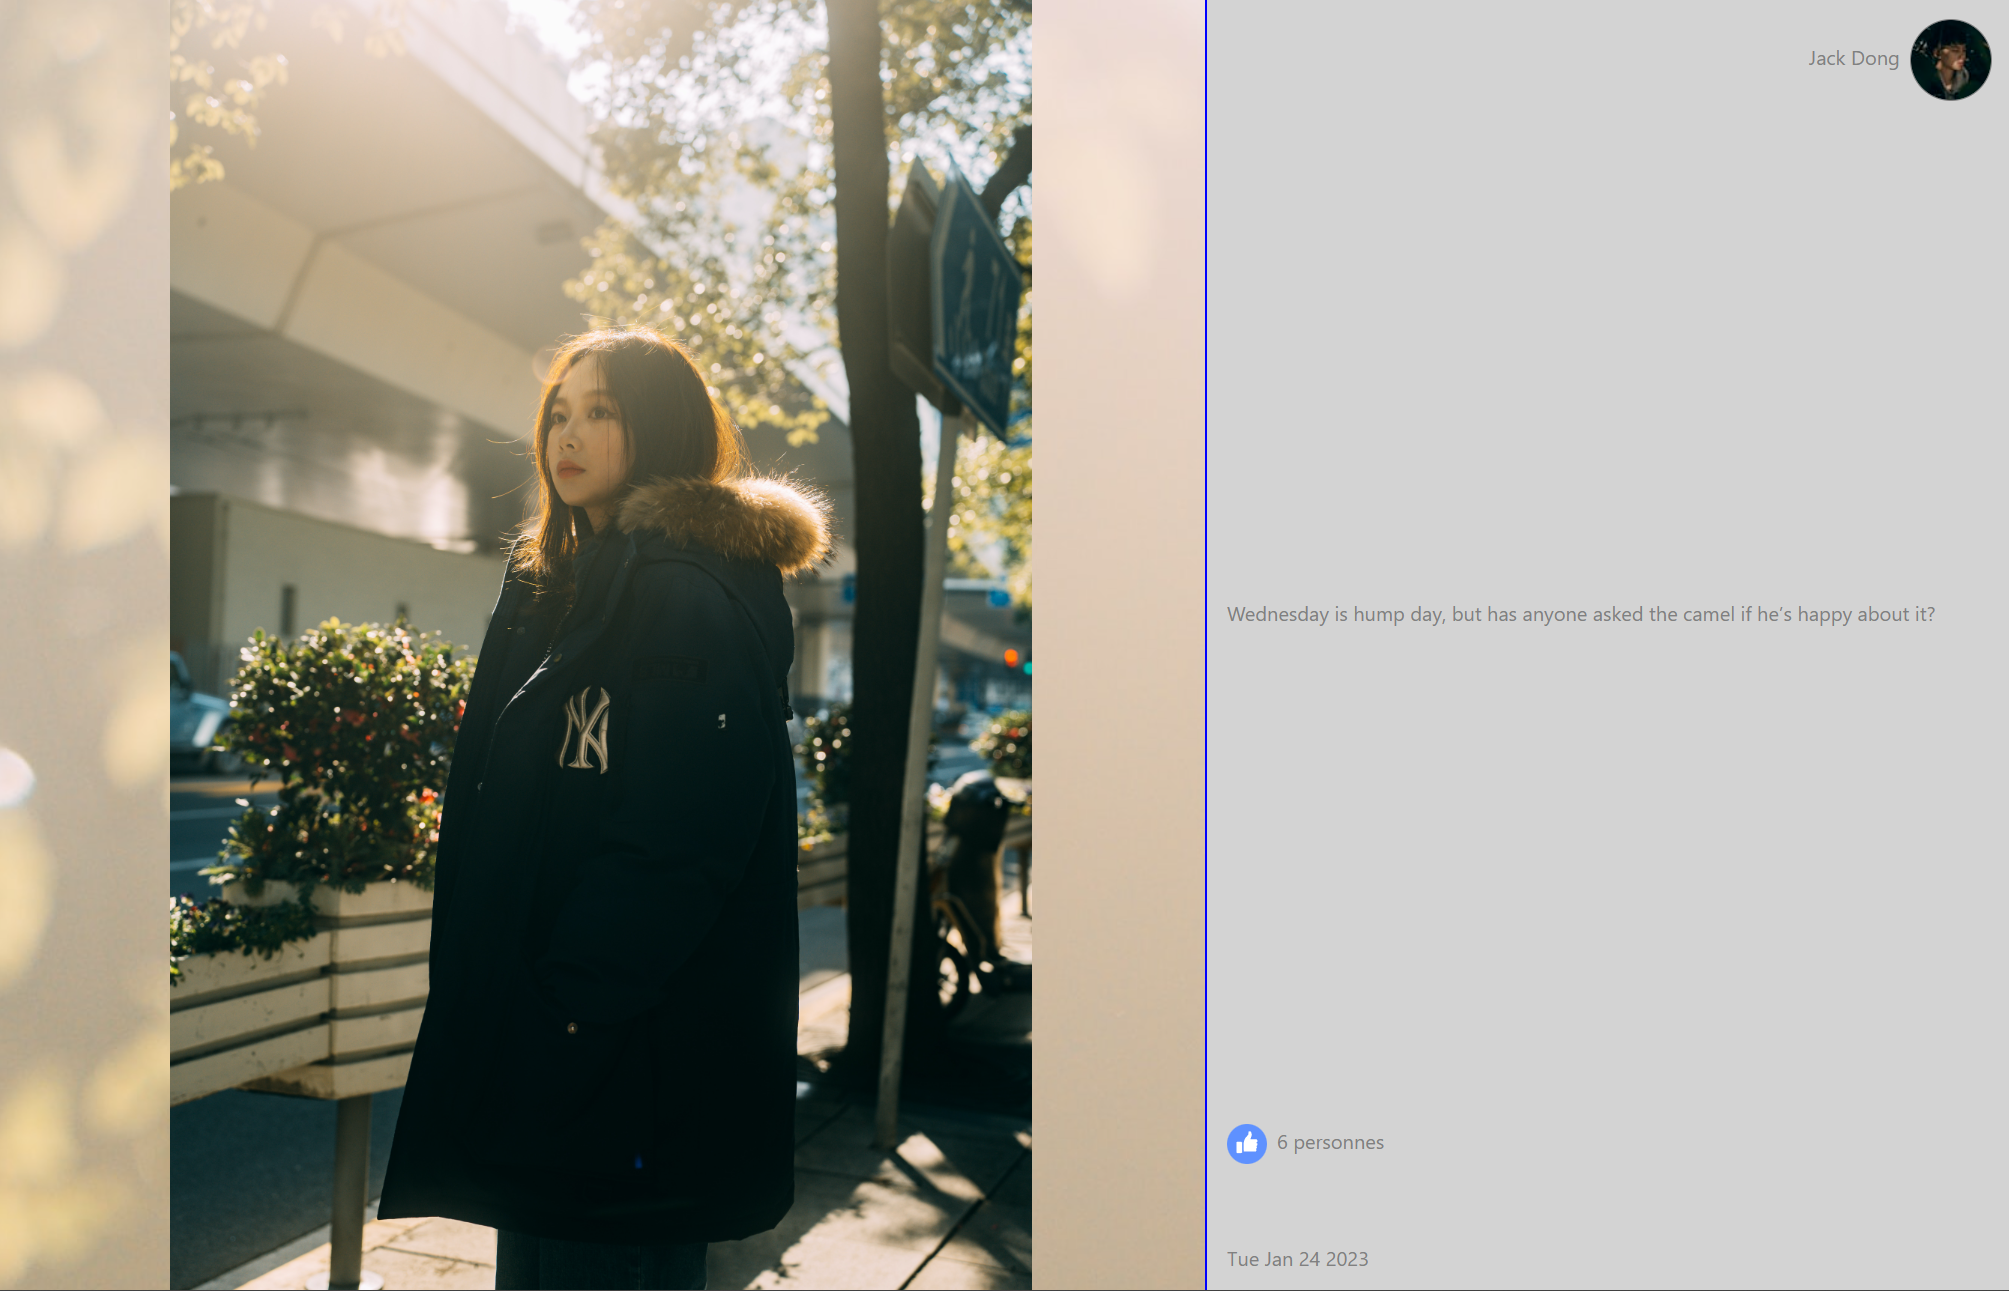 Jack Dong
NY
Wednesday is hump day, but has anyone asked the camel if he’s happy about it?
6 personnes
Tue Jan 24 2023